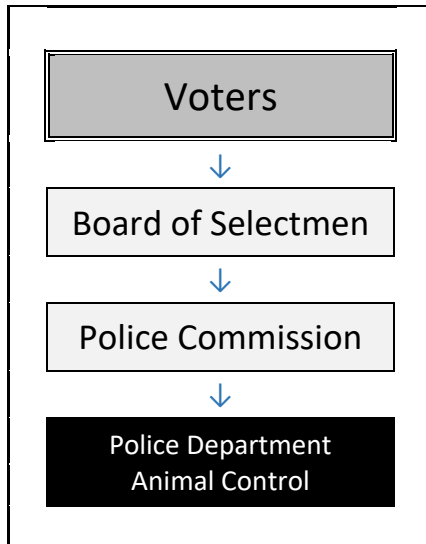 Voters
↓
Board of Selectmen
↓
Police Commission
↓
Police Department
Animal Control